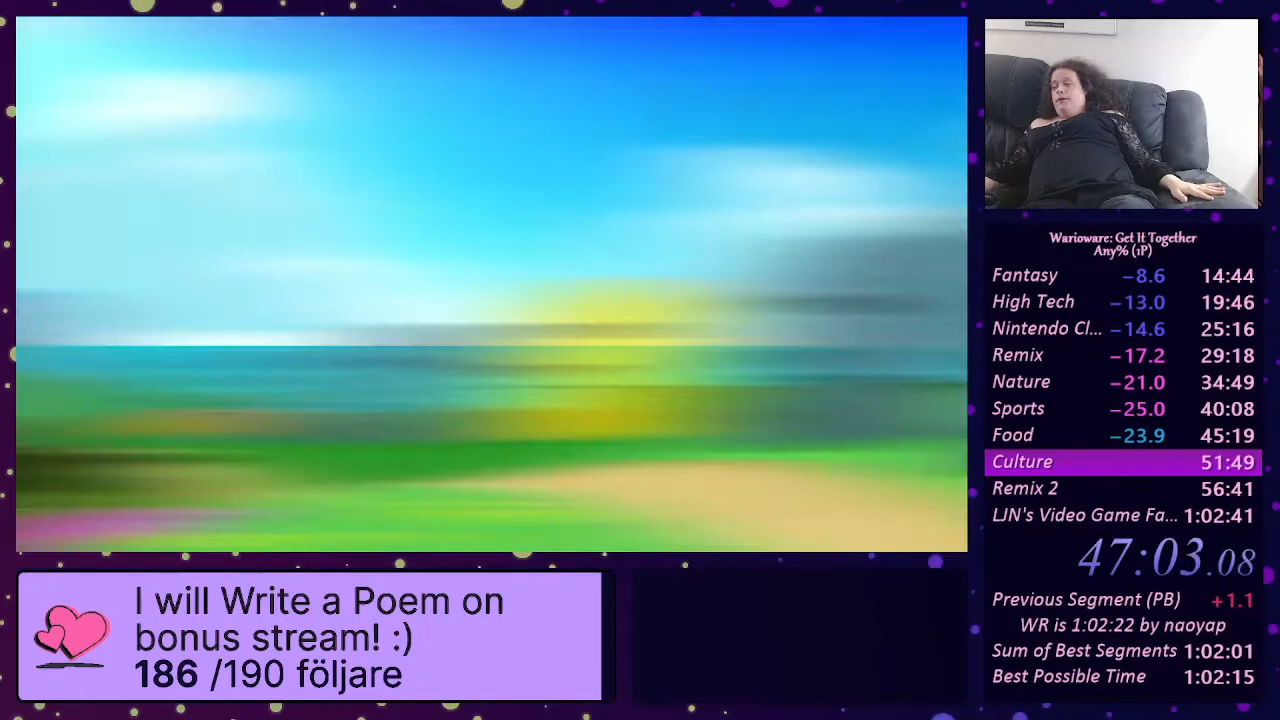 Warioware: Get It Together
Any% (1P)
Fantasy −8.6 14:44
High Tech −13.0 19:46
Nintendo Cl... −14.6 25:16
Remix −17.2 29:18
Nature −21.0 34:49
Sports −25.0 40:08
Food −23.9 45:19
Culture 51:49
Remix 2 56:41
LJN's Video Game Fa... 1:02:41
47:03.08
Previous Segment (PB) +1.1
WR is 1:02:22 by naoyap
Sum of Best Segments 1:02:01
Best Possible Time 1:02:15
I will Write a Poem on
bonus stream! :)
186 /190 följare